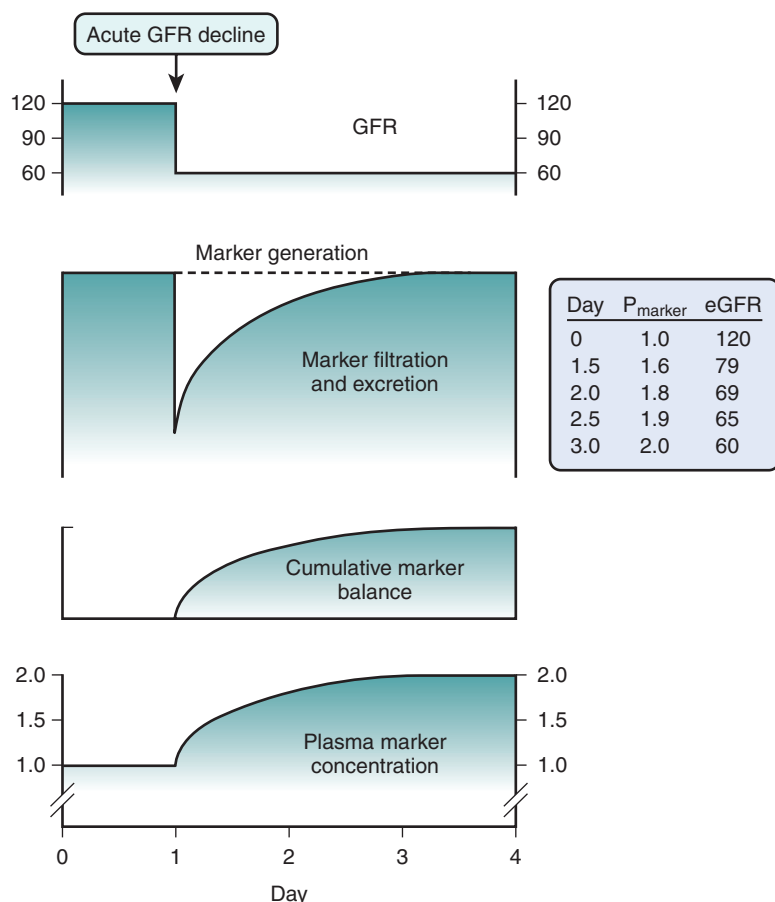 Acute GFR decline
120
90
60
GFR
120
90
60
Marker generation
Marker filtration
and excretion
Day Pmarker eGFR
0 1.0 120
1.5 1.6 79
2.0 1.8 69
2.5 1.9 65
3.0 2.0 60
Cumulative marker
balance
2.0
1.5
1.0
Plasma marker
concentration
2.0
1.5
1.0
0 1 2 3 4
Day